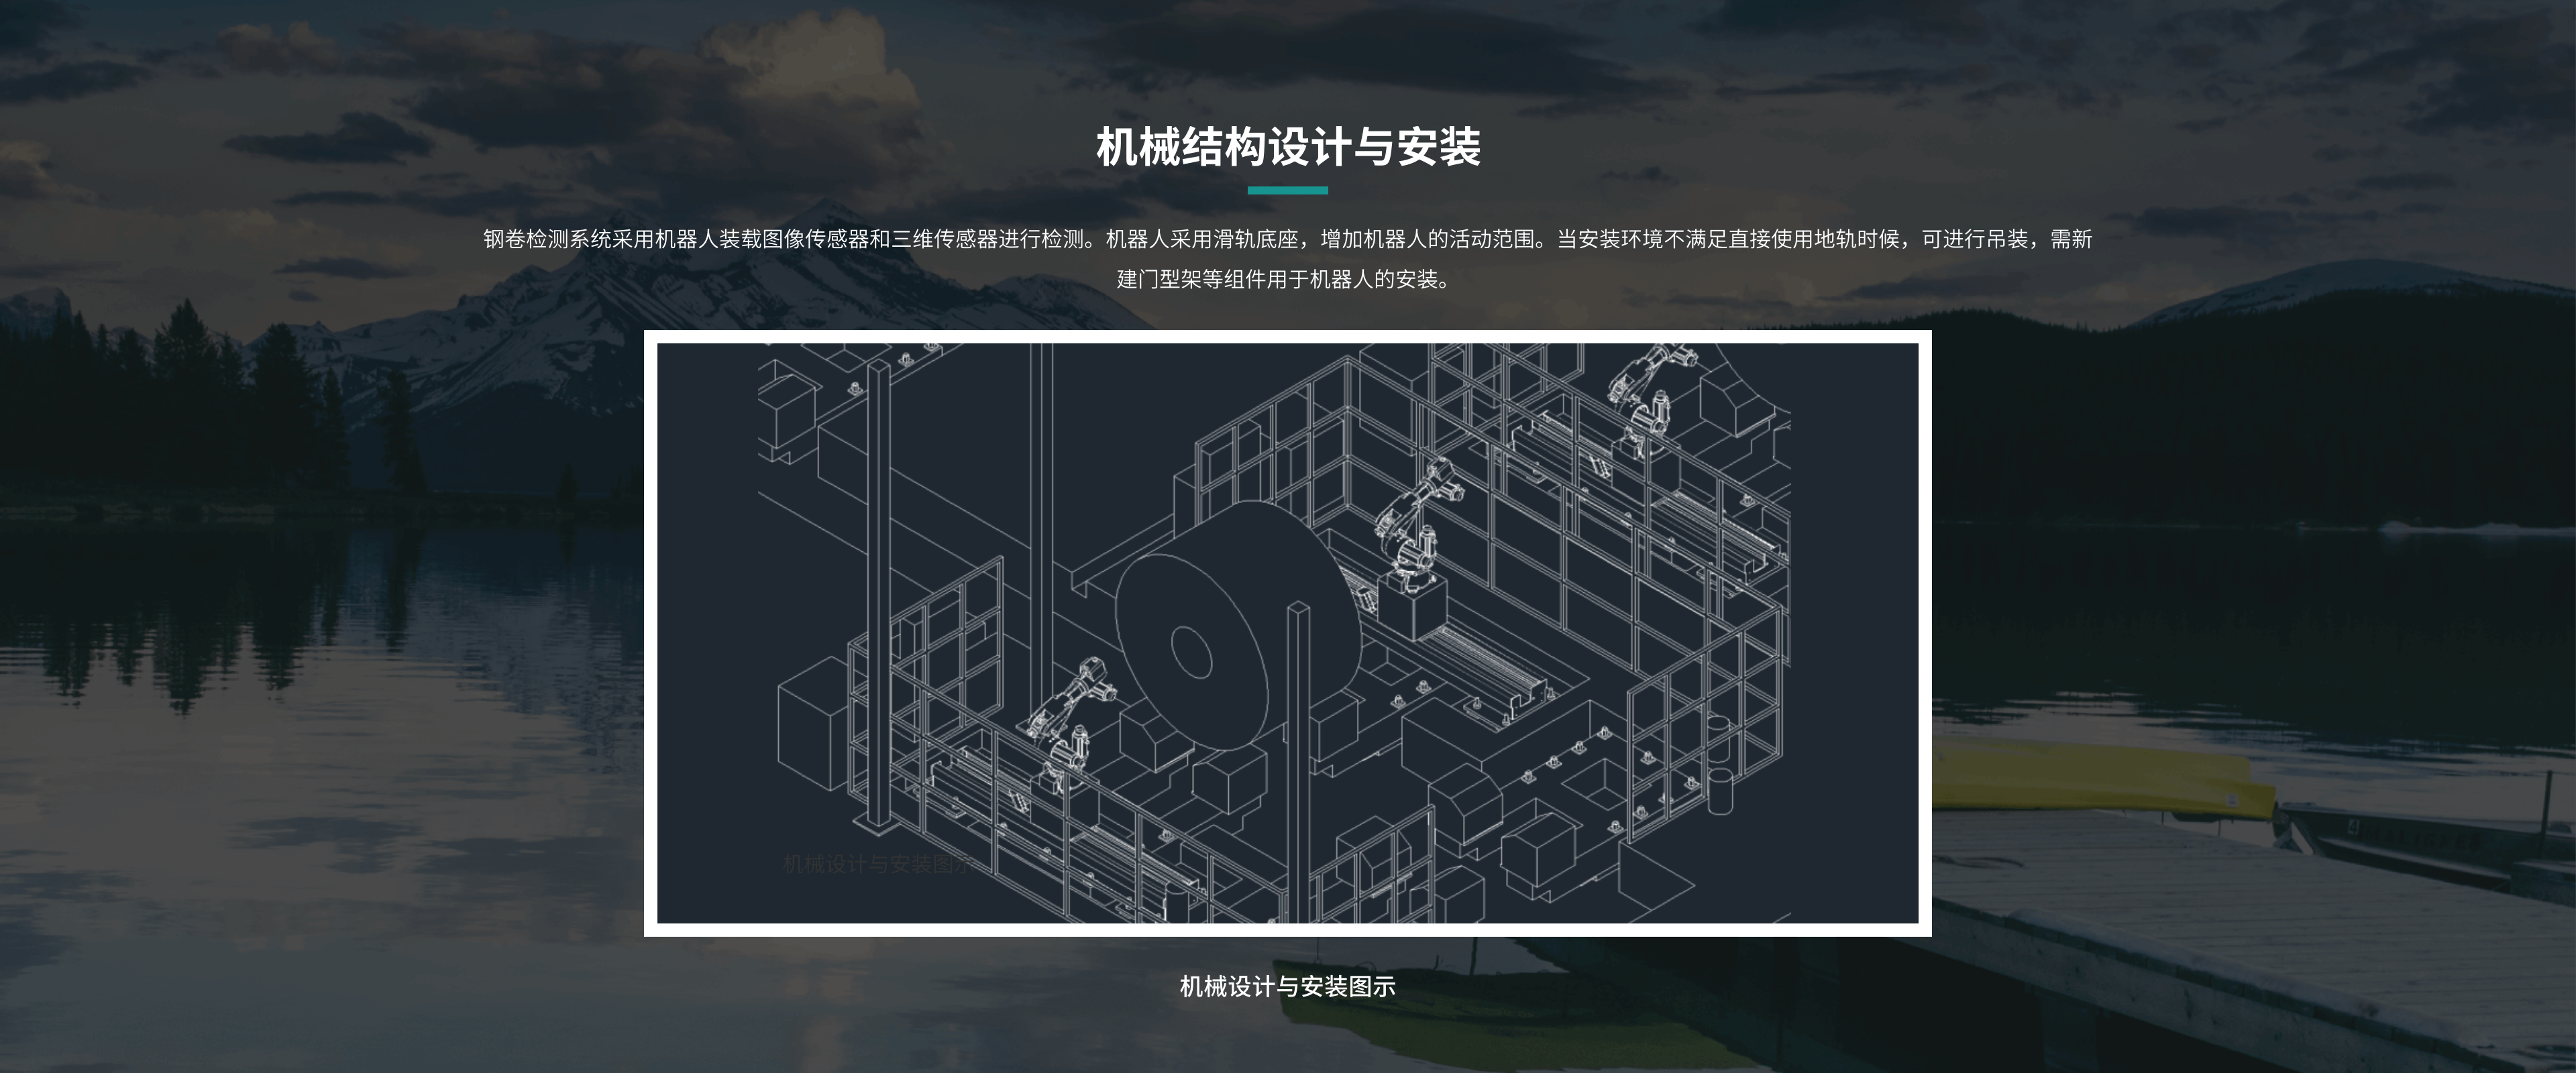 机械结构设计与安装
钢卷检测系统采用机器人装载图像传感器和三维传感器进行检测。机器人采用滑轨底座，增加机器人的活动范围。当安装环境不满足直接使用地轨时候，可进行吊装，需新
建门型架等组件用于机器人的安装。
机械设计与安装图示
机械设计与安装图示